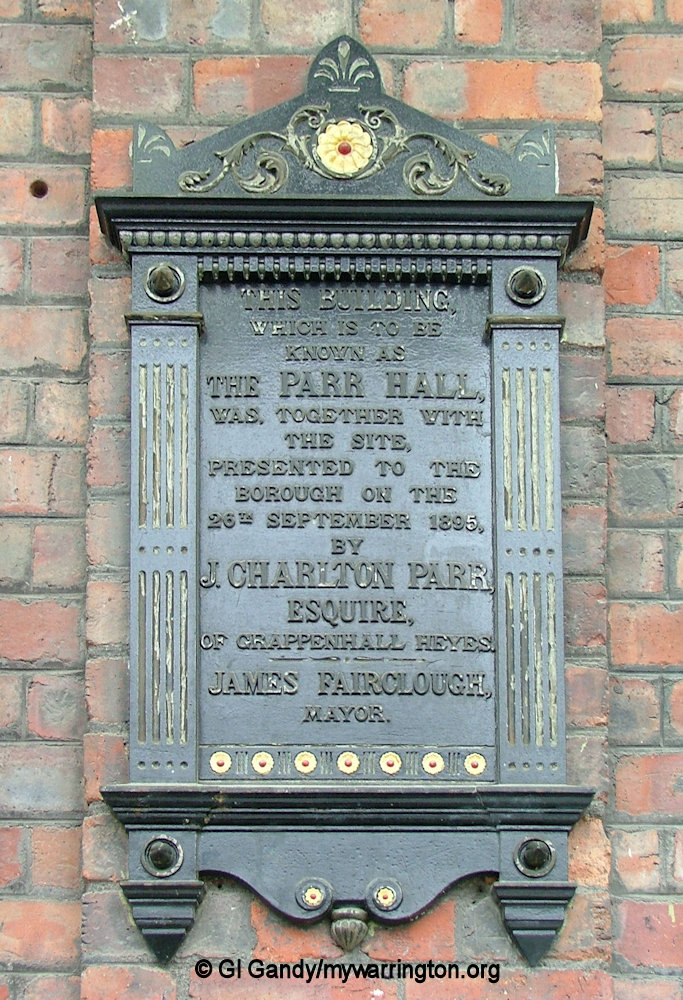 THIS BUILDING,
WHICH IS TO BE
KNOWN AS
THE PARR HALL,
WAS, TOGETHER WITH
THE SITE,
PRESENTED TO THE
BOROUGH ON THE
26TH SEPTEMBER 1895,
BY
J. CHARLTON PARR,
ESQUIRE,
OF GRAPPENHALL HEYES.
JAMES FAIRCLOUGH,
MAYOR.
© GI Gandy/mywarrington.org